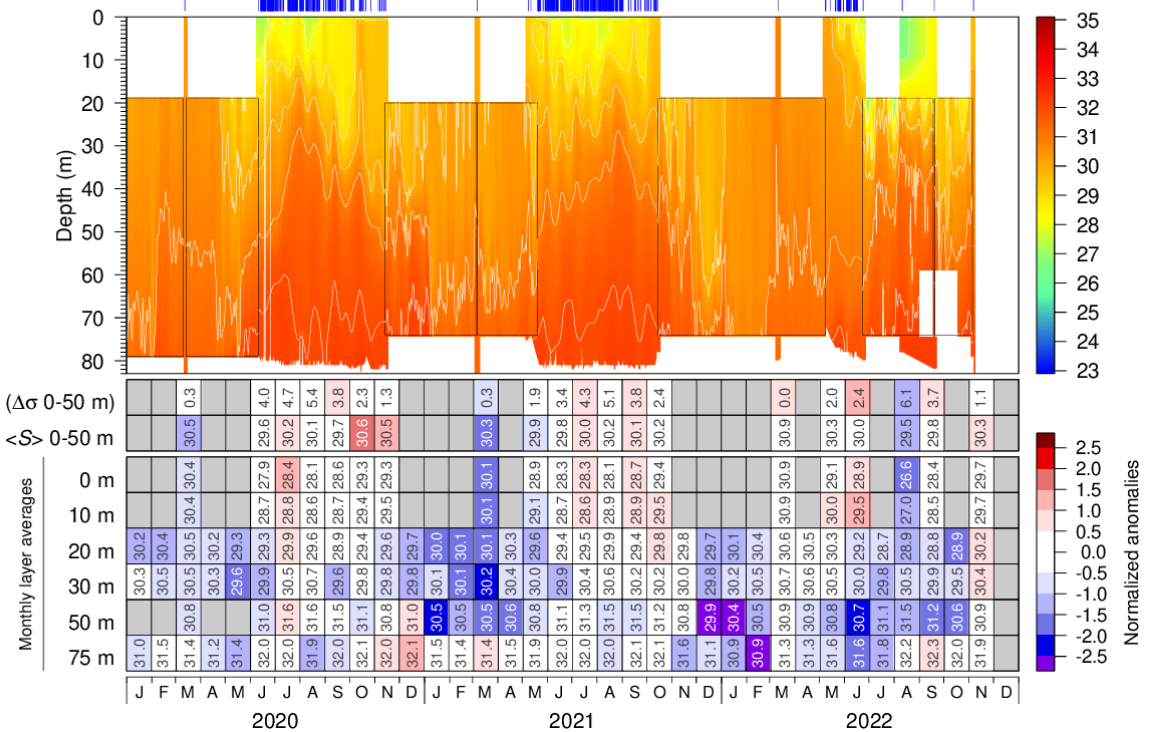 0
10
20
30
40
50
60
70
80
Depth (m)
35
34
33
32
31
30
29
28
27
26
25
24
23
(Δσ 0-50 m) 0.3 4.0 4.7 5.4 3.8 2.3 1.3 0.3 1.9 3.4 4.3 5.1 3.8 2.4 0.0 2.0 2.4 6.1 3.7 1.1
<S> 0-50 m 30.5 29.6 30.2 30.1 29.7 30.6 30.5 30.3 29.9 29.8 30.0 30.2 30.1 30.2 30.9 30.3 30.0 29.5 29.8 30.3
Monthly layer averages
0 m 30.4 27.9 28.4 28.1 28.6 29.3 29.3 30.1 28.9 28.3 28.3 28.1 28.7 29.4 30.9 29.1 28.9 26.6 28.4 29.7
10 m 30.4 28.7 28.8 28.6 28.7 29.4 29.5 30.1 29.1 28.7 28.6 28.9 28.9 29.5 30.9 30.0 29.5 27.0 28.5 29.7
20 m 30.2 30.4 30.5 30.2 29.3 29.3 29.9 29.6 28.9 29.4 29.6 29.7 30.0 30.1 30.1 30.3 29.6 29.4 29.5 29.9 29.4 29.8 29.8 29.7 30.1 30.4 30.6 30.5 30.3 29.2 28.7 28.9 28.8 28.9 30.2
30 m 30.3 30.5 30.5 30.3 29.6 29.9 30.5 30.7 29.6 29.8 29.8 29.8 30.1 30.1 30.2 30.4 30.0 29.9 30.4 30.6 30.2 30.2 30.0 29.8 30.2 30.5 30.7 30.6 30.5 30.0 29.8 30.5 29.9 29.5 30.4
50 m 30.8 31.0 31.6 31.6 31.5 31.1 30.8 31.0 30.5 30.5 30.5 30.6 30.8 31.1 31.3 31.5 31.5 31.2 30.8 29.9 30.4 30.5 30.9 30.9 30.8 30.7 31.1 31.5 31.2 30.6 30.9
75 m 31.0 31.5 31.4 31.2 31.4 32.0 32.0 31.9 32.0 32.1 32.0 32.1 31.5 31.4 31.4 31.5 31.9 32.0 31.9 32.0 32.1 32.1 31.6 31.1 30.9 30.9 31.3 31.3 31.6 31.6 31.8 32.2 32.3 32.0 31.9
J F M A M J J A S O N D J F M A M J J A S O N D J F M A M J J A S O N D
2020 2021 2022
2.5
2.0
1.5
1.0
0.5
0.0
-0.5
-1.0
-1.5
-2.0
-2.5
Normalized anomalies